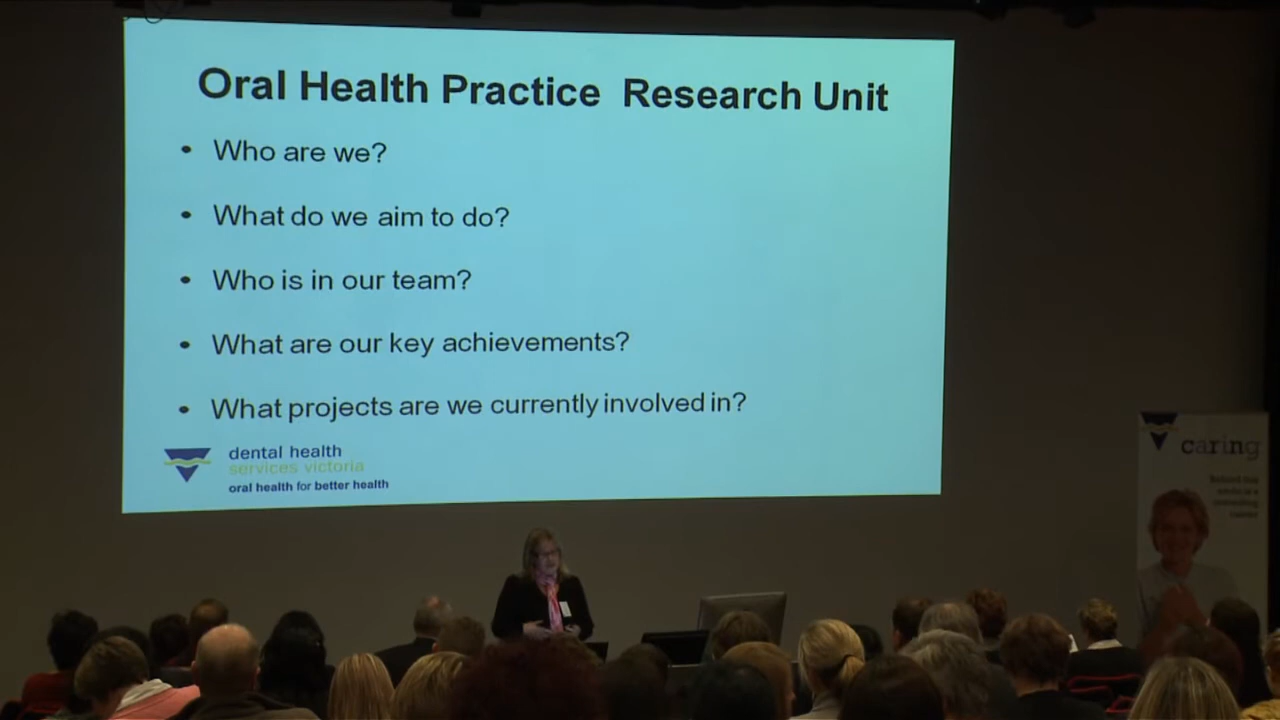 Oral Health Practice Research Unit
• Who are we?
• What do we aim to do?
• Who is in our team?
• What are our key achievements?
• What projects are we currently involved in?
dental health
services victoria
oral health for better health
caring